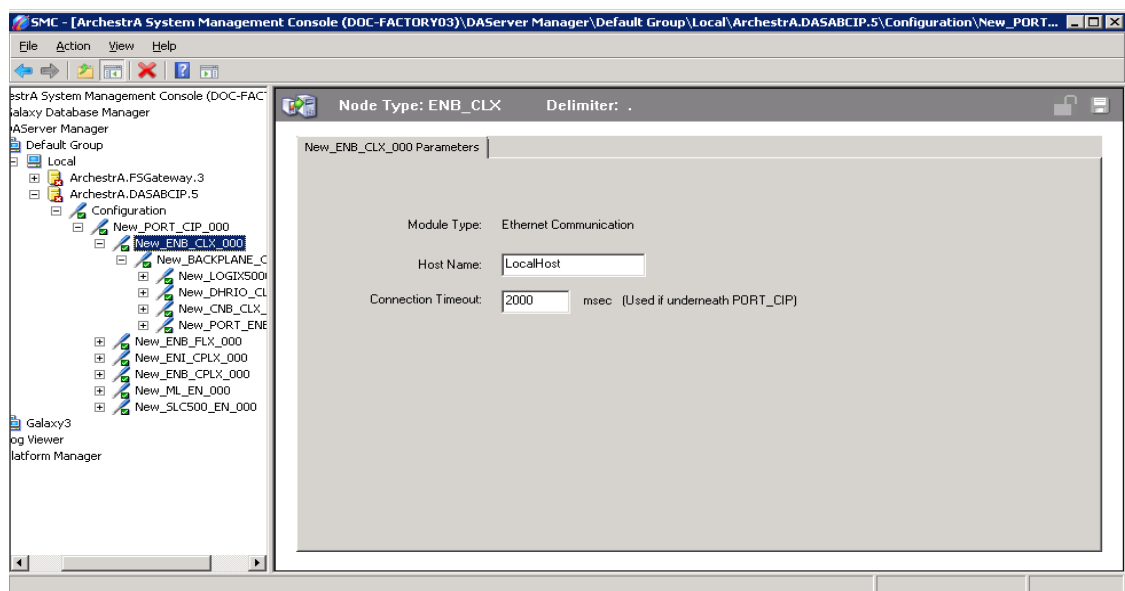 SMC - [ArchestrA System Management Console (DOC-FACTORY03)\DAServer Manager\Default Group\Local\ArchestrA.DASABCIP.5\Configuration\New_PORT...
File Action View Help
estrA System Management Console (DOC-FAC
Galaxy Database Manager
AServer Manager
Default Group
Local
ArchestrA.FSGateway.3
ArchestrA.DASABCIP.5
Configuration
New_PORT_CIP_000
New_ENB_CLX_000
New_BACKPLANE_C
New_LOGIX500
New_DHRIO_CL
New_CNB_CLX_
New_PORT_ENB
New_ENB_FLX_000
New_ENI_CPLX_000
New_ENB_CPLX_000
New_ML_EN_000
New_SLC500_EN_000
Galaxy3
og Viewer
latform Manager
Node Type: ENB_CLX Delimiter: .
New_ENB_CLX_000 Parameters
Module Type: Ethernet Communication
Host Name: LocalHost
Connection Timeout: 2000 msec (Used if underneath PORT_CIP)